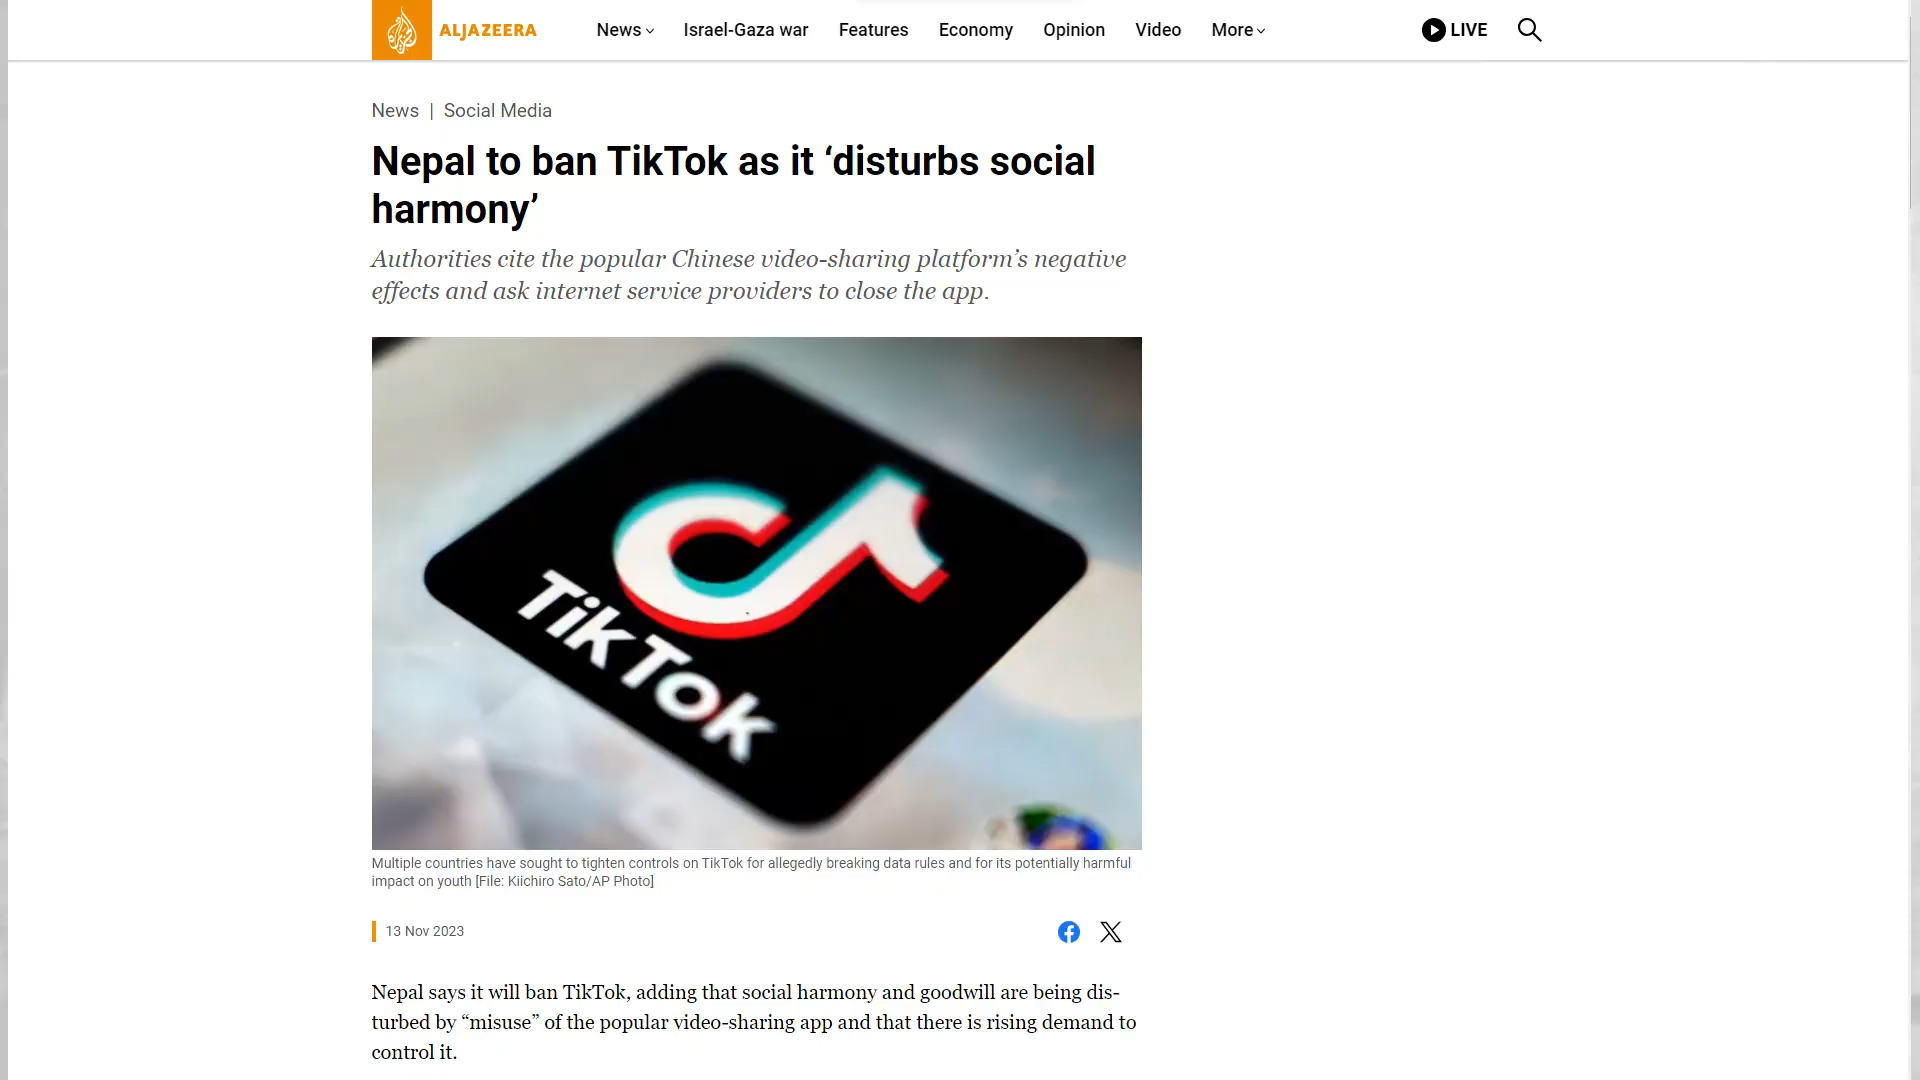 ALJAZEERA
News Israel-Gaza war Features Economy Opinion Video More LIVE
News | Social Media
Nepal to ban TikTok as it ‘disturbs social
harmony’
Authorities cite the popular Chinese video-sharing platform’s negative
effects and ask internet service providers to close the app.
TikTok
Multiple countries have sought to tighten controls on TikTok for allegedly breaking data rules and for its potentially harmful
impact on youth [File: Kiichiro Sato/AP Photo]
13 Nov 2023
Nepal says it will ban TikTok, adding that social harmony and goodwill are being dis-
turbed by “misuse” of the popular video-sharing app and that there is rising demand to
control it.